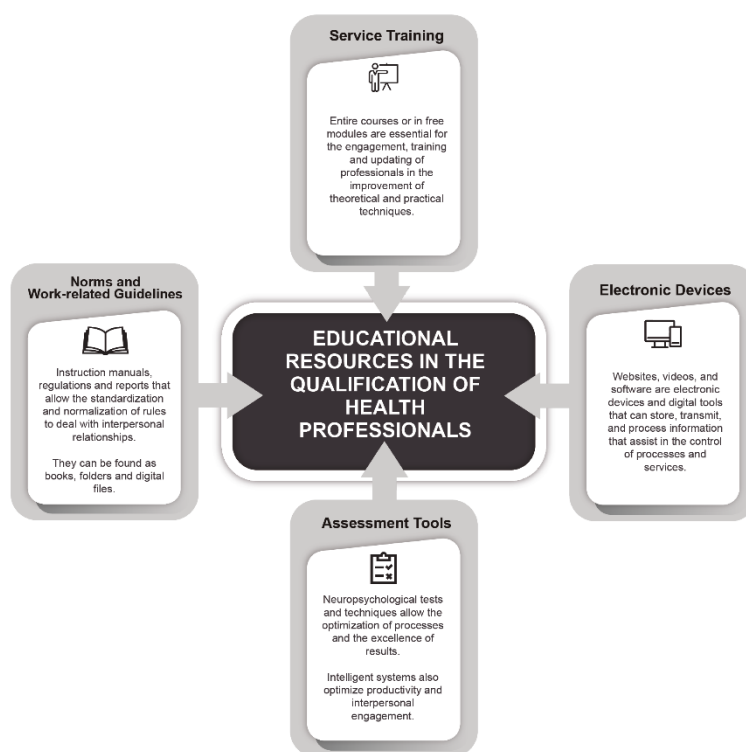 Service Training
Entire courses or in free
modules are essential for
the engagement, training
and updating of
professionals in the
improvement of
theoretical and practical
techniques.
Norms and
Work-related Guidelines
Instruction manuals,
regulations and reports that
allow the standardization
and normalization of rules
to deal with interpersonal
relationships.
They can be found as
books, folders and digital
files.
EDUCATIONAL
RESOURCES IN THE
QUALIFICATION OF
HEALTH
PROFESSIONALS
Electronic Devices
Websites, videos, and
software are electronic
devices and digital tools
that can store, transmit,
and process information
that assist in the control
of processes and
services.
Assessment Tools
Neuropsychological tests
and techniques allow the
optimization of processes
and the excellence of
results.
Intelligent systems also
optimize productivity and
interpersonal
engagement.